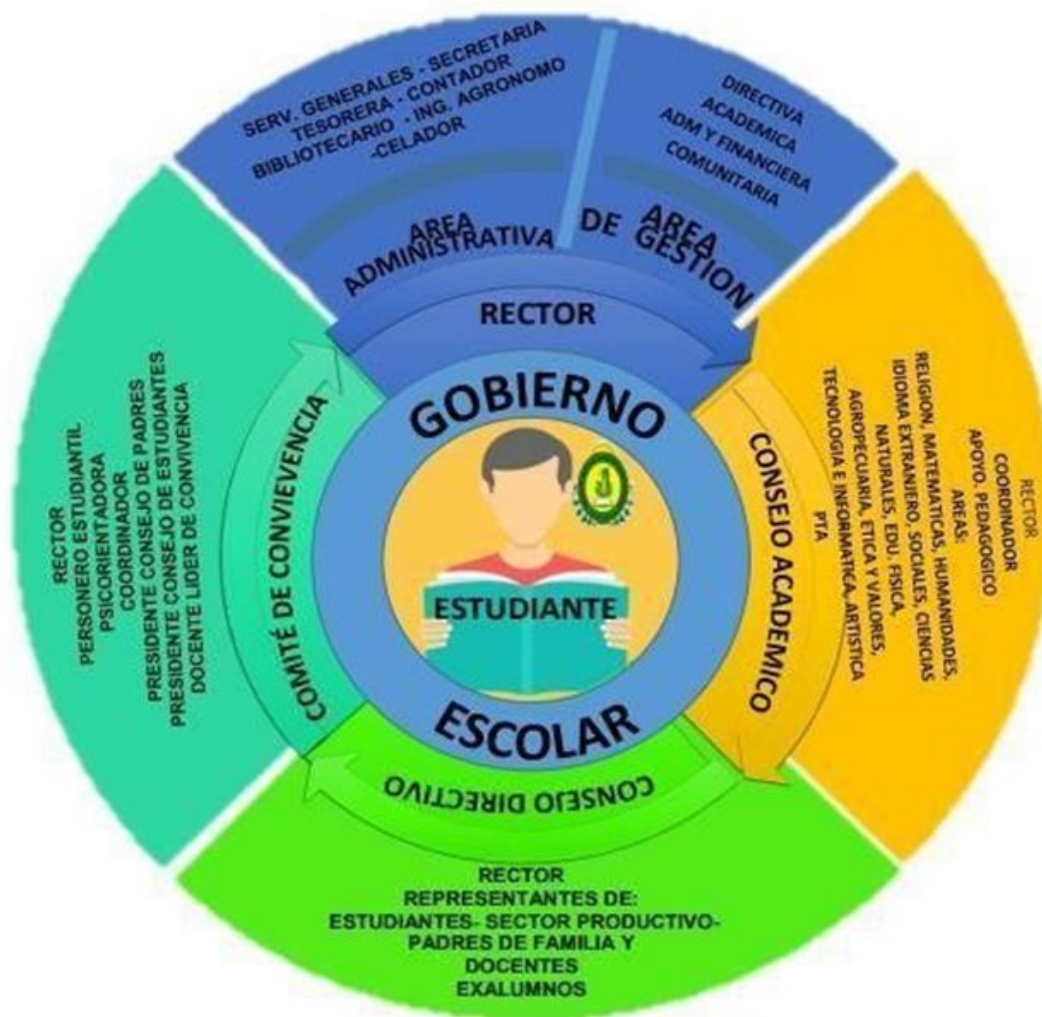 SERV. GENERALES - SECRETARIA
TESORERA - CONTADOR
BIBLIOTECARIO - ING. AGRONOMO
-CELADOR
AREA
ADMINISTRATIVA
DIRECTIVA
ACADEMICA
ADM Y FINANCIERA
COMUNITARIA
AREA
DE GESTION
RECTOR
GOBIERNO
ESTUDIANTE
ESCOLAR
CONSEJO ACADEMICO
RECTOR
COORDINADOR
APOYO. PEDAGOGICO
AREAS:
RELIGION, MATEMATICAS, HUMANIDADES,
IDIOMA EXTRANJERO, SOCIALES, CIENCIAS
NATURALES, EDU. FISICA,
AGROPECUARIA, ETICA Y VALORES,
TECNOLOGIA E INFORMATICA, ARTISTICA
PTA
CONSEJO DIRECTIVO
RECTOR
REPRESENTANTES DE:
ESTUDIANTES- SECTOR PRODUCTIVO-
PADRES DE FAMILIA Y
DOCENTES
EXALUMNOS
COMITÉ DE CONVIEVENCIA
RECTOR
PERSONERO ESTUDIANTIL
PSICORIENTADORA
COORDINADOR
PRESIDENTE CONSEJO DE PADRES
PRESIDENTE CONSEJO DE ESTUDIANTES
DOCENTE LIDER DE CONVIVENCIA